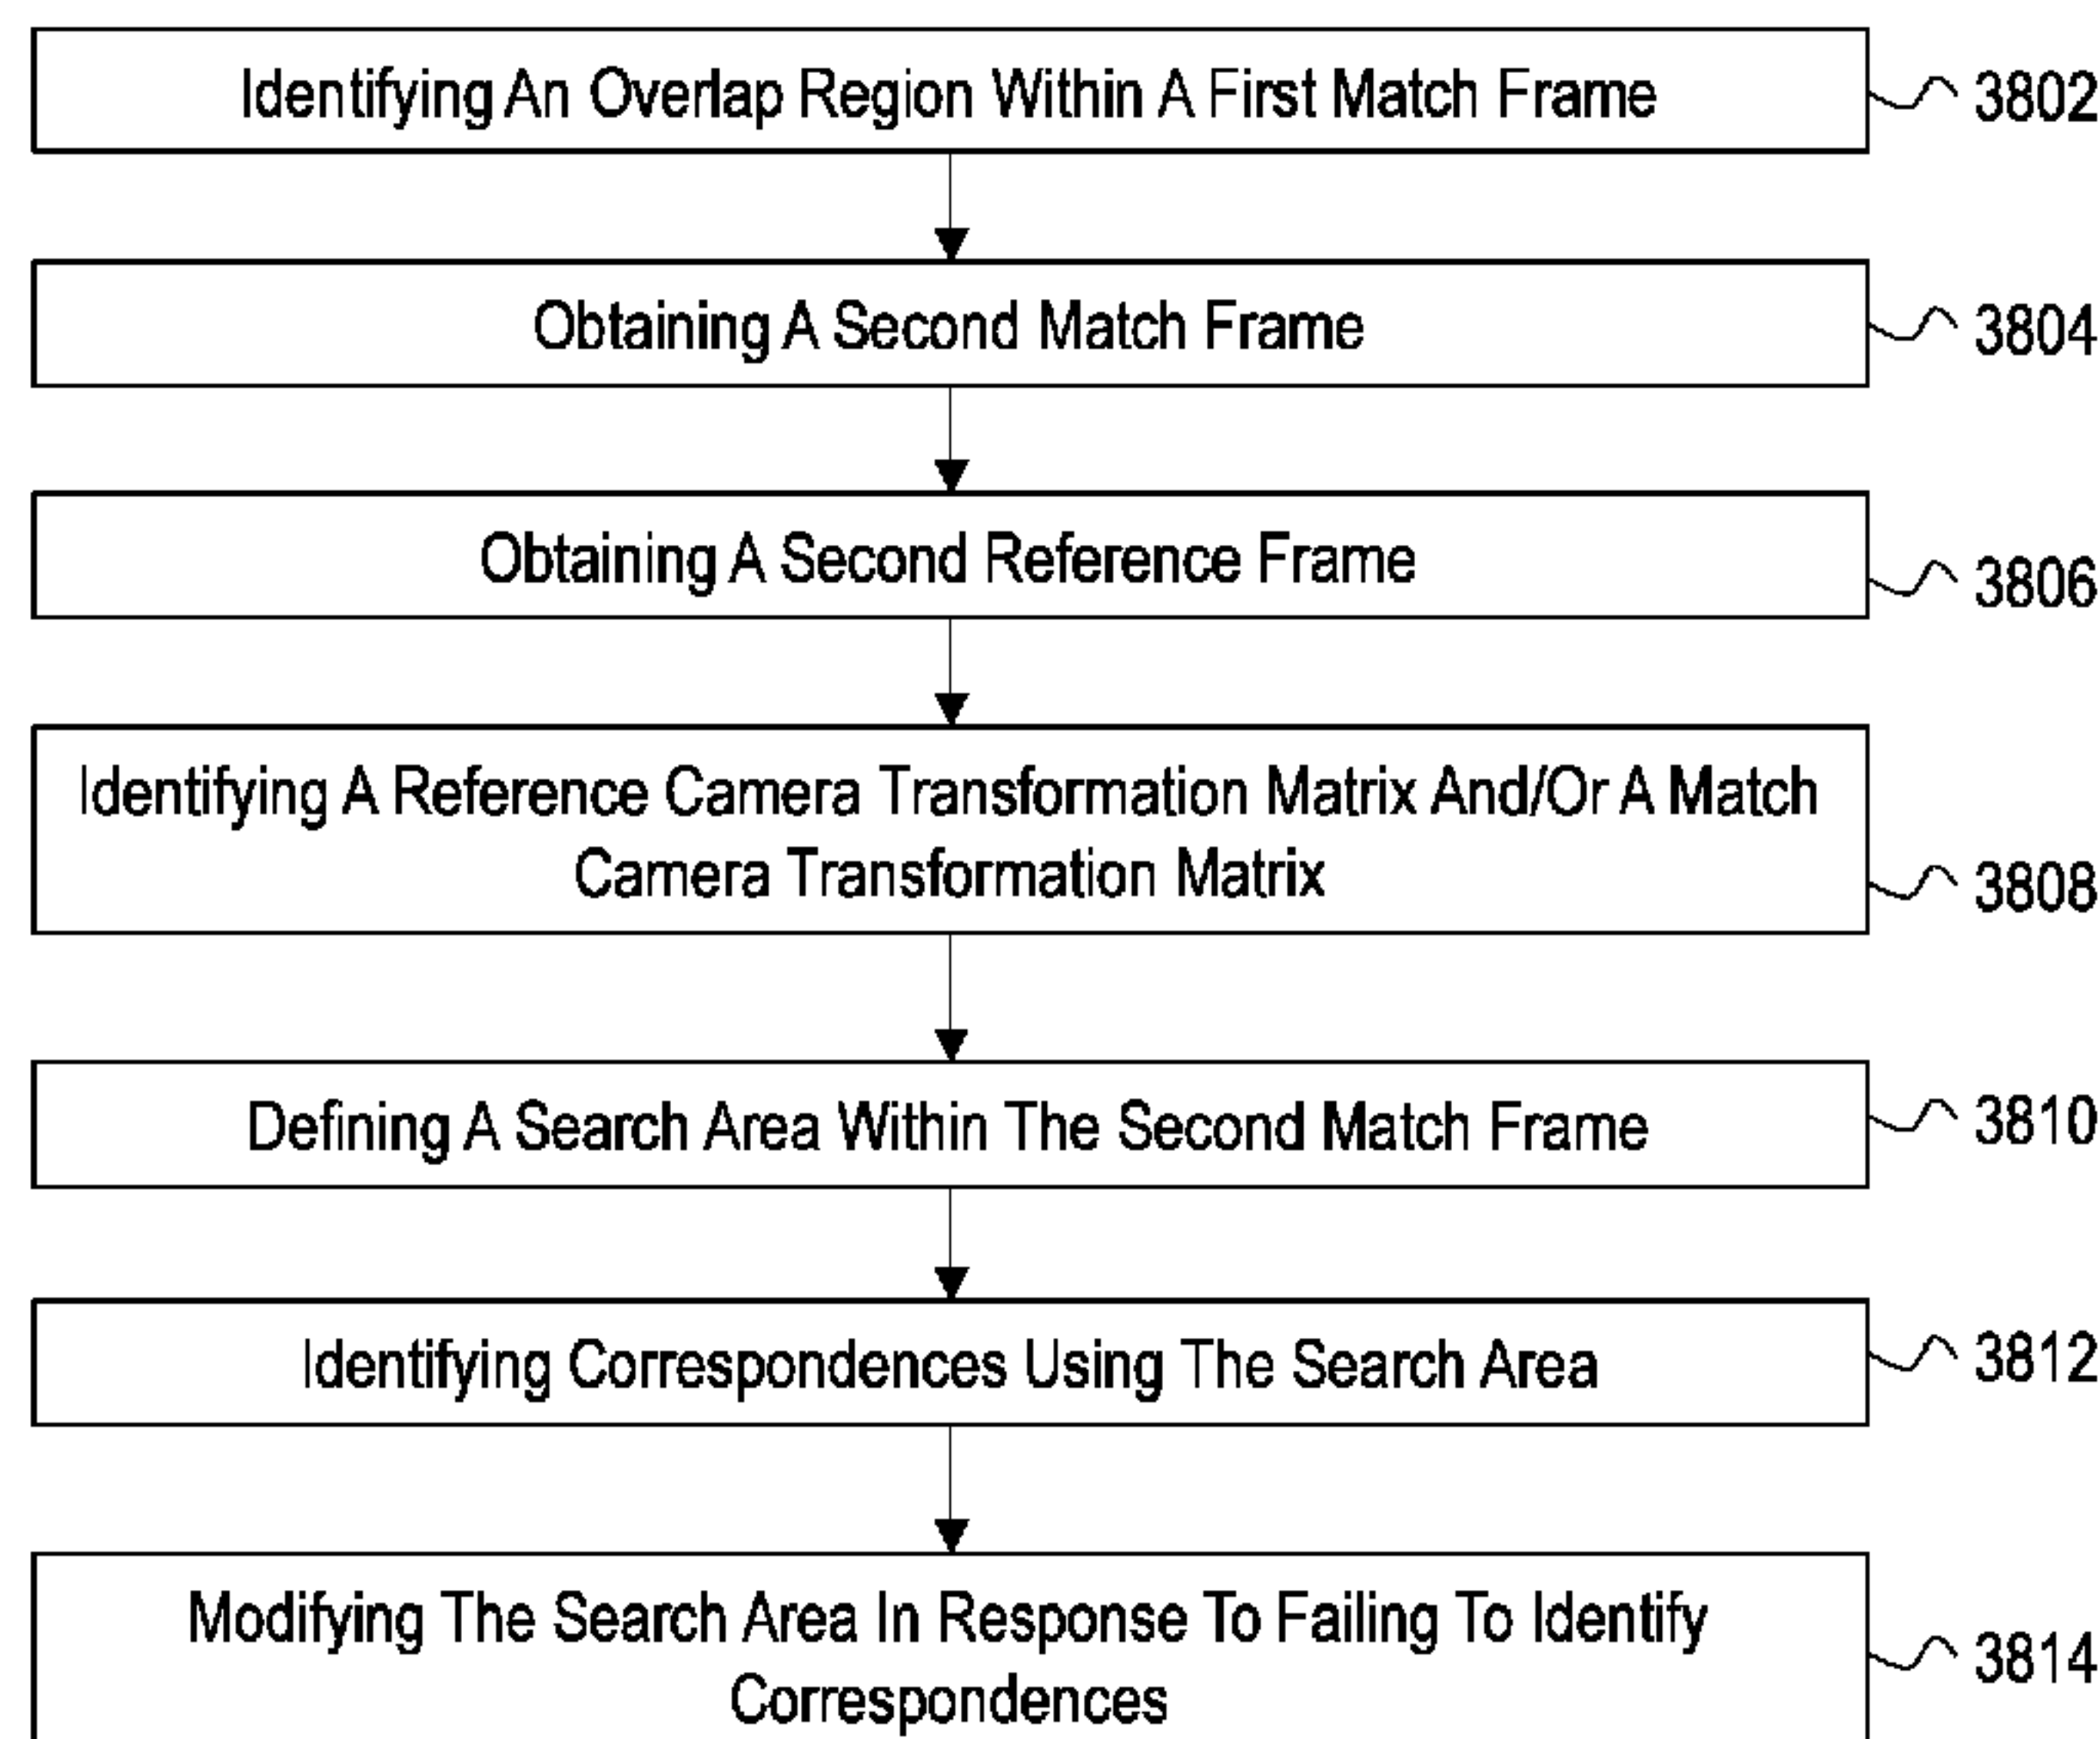 Identifying An Overlap Region Within A First Match Frame
3802
Obtaining A Second Match Frame
3804
Obtaining A Second Reference Frame
3806
Identifying A Reference Camera Transformation Matrix And/Or A Match
Camera Transformation Matrix
3808
Defining A Search Area Within The Second Match Frame
3810
Identifying Correspondences Using The Search Area
3812
Modifying The Search Area In Response To Failing To Identify
Correspondences
3814